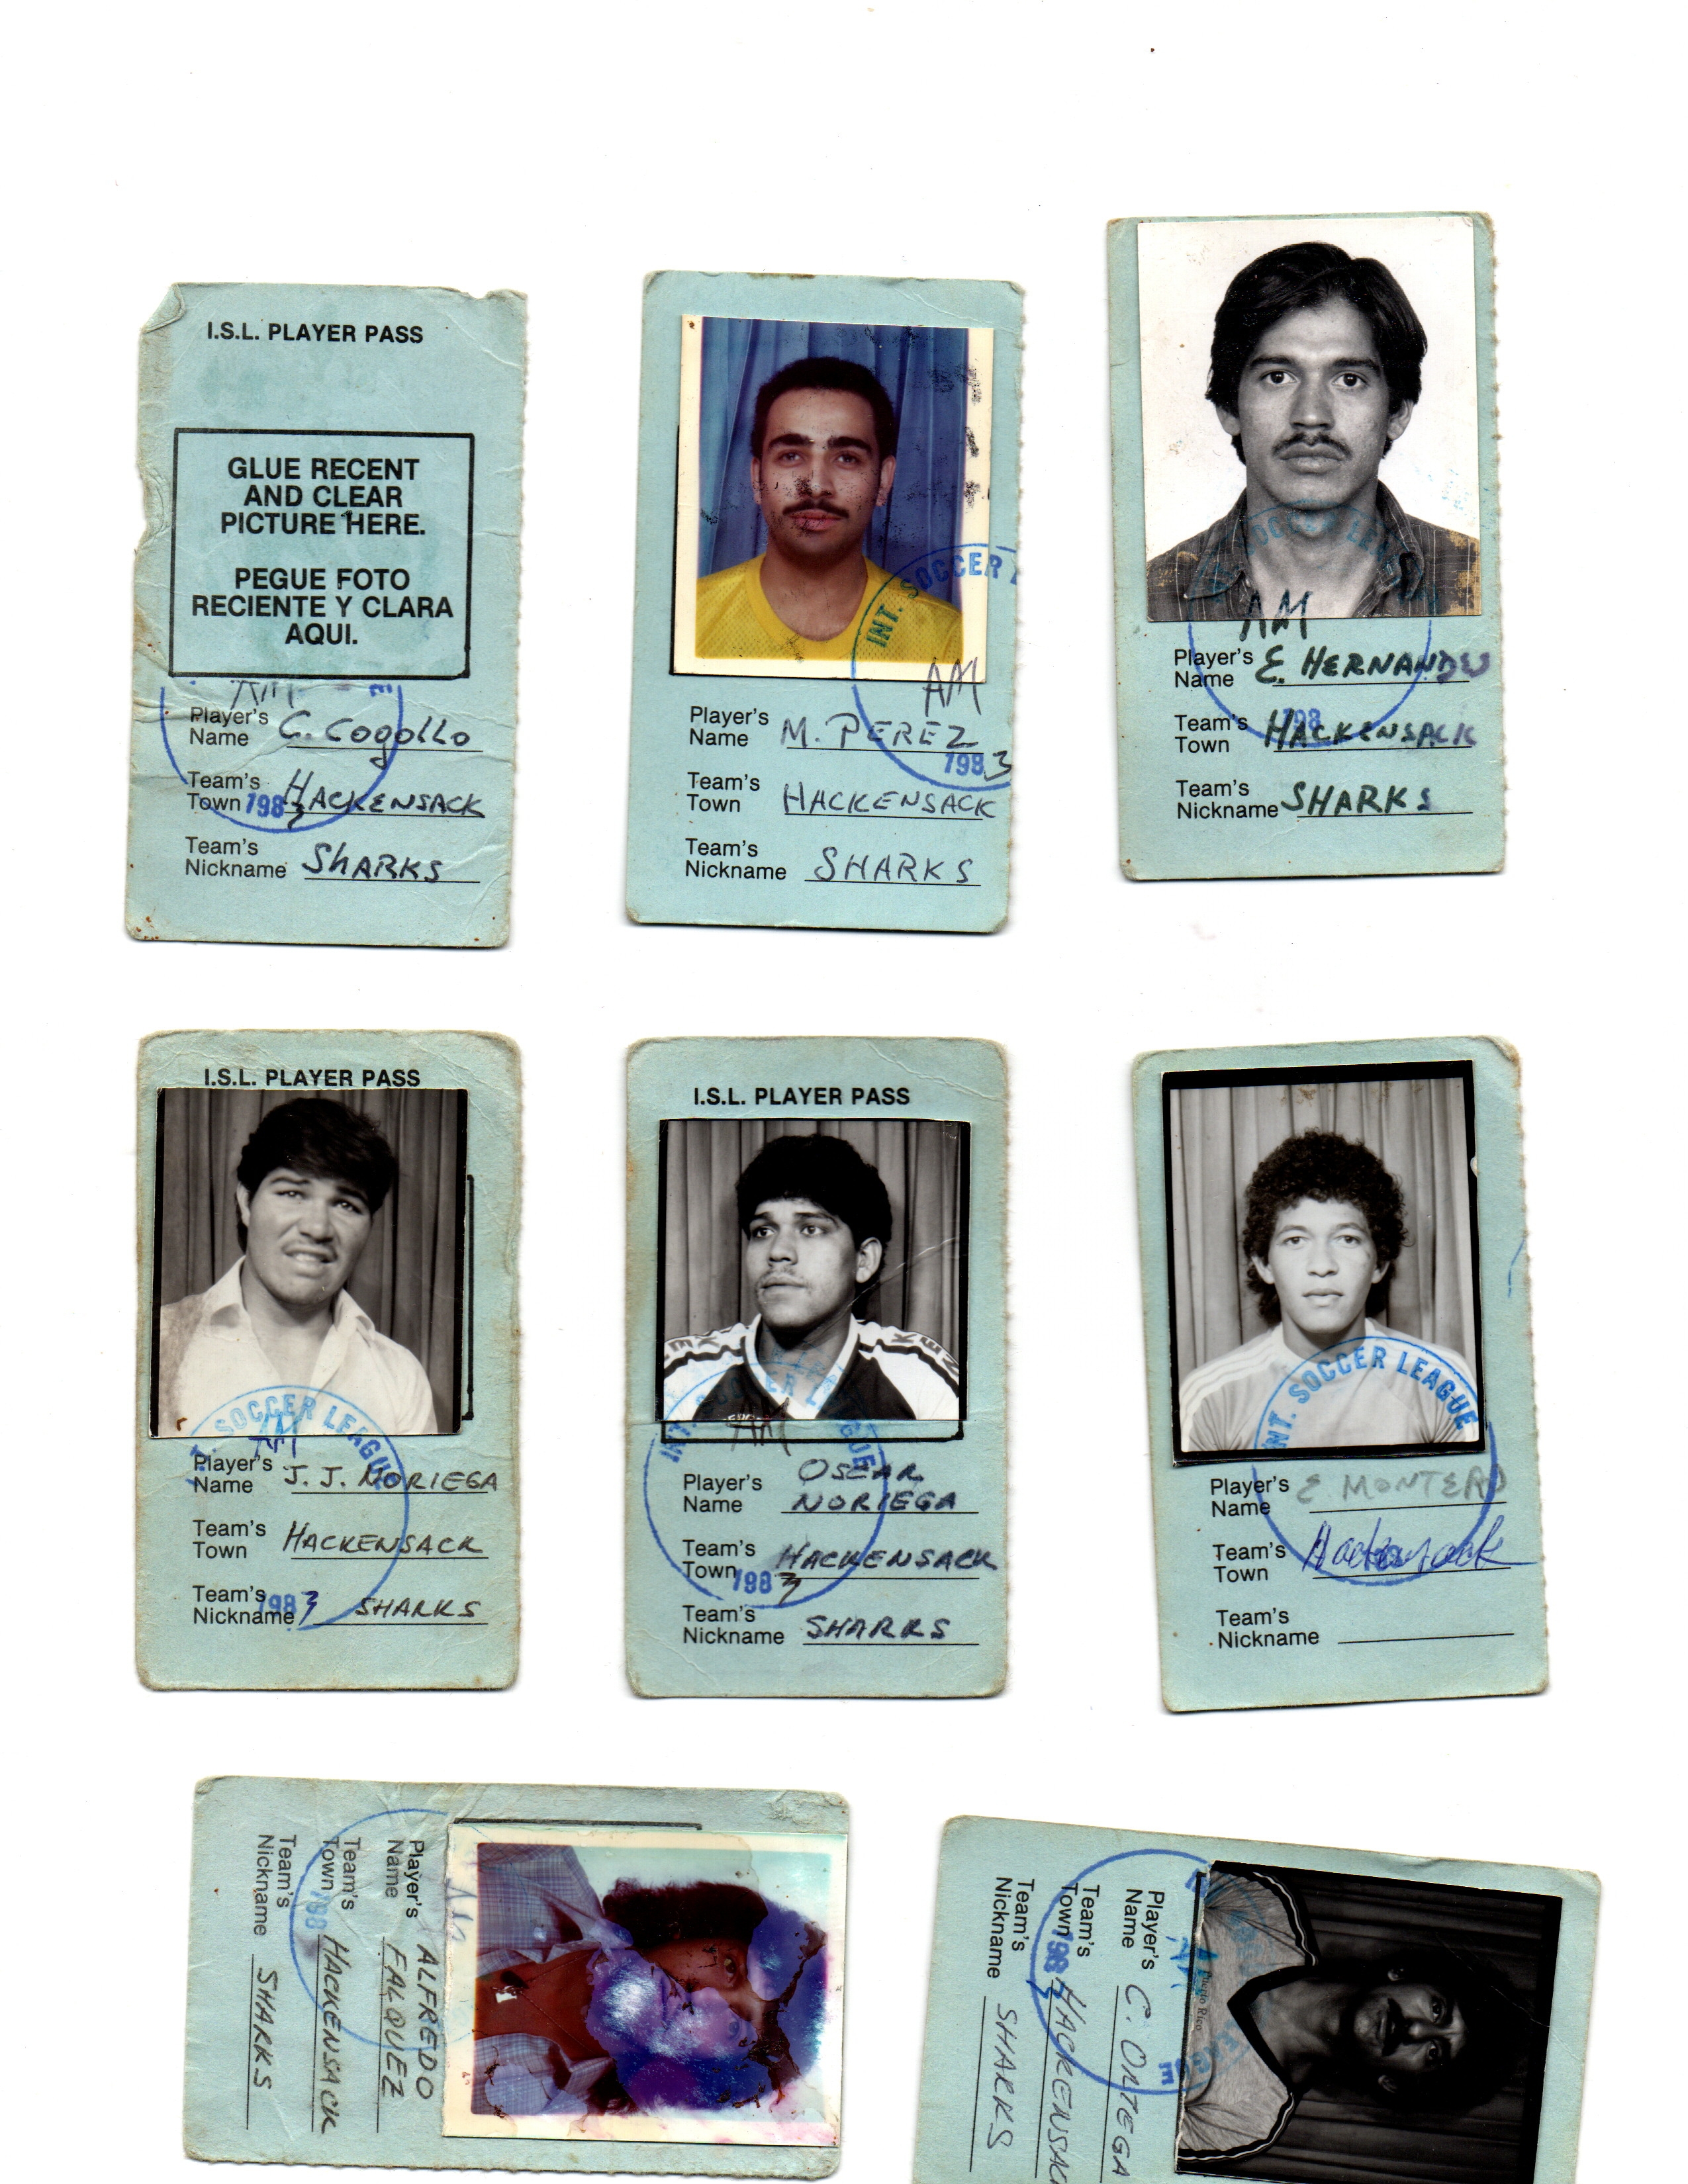 I.S.L. PLAYER PASS
GLUE RECENT
AND CLEAR
PICTURE HERE.
PEGUE FOTO
RECIENTE Y CLARA
AQUI.
AM
Player's Name C. Cogollo
Team's Town HACKENSACK
1983
Team's Nickname SHARKS
INT. SOCCER
AM
Player's Name M. PEREZ
1983
Team's Town HACKENSACK
Team's Nickname SHARKS
SOCCER LEA
AM
Player's Name E. HERNANDEZ
Team's Town HACKENSACK
198
Team's Nickname SHARKS
I.S.L. PLAYER PASS
SOCCER LEAGU
AM
Player's Name J. J. NORIEGA
Team's Town HACKENSACK
Team's Nickname SHARKS
1983
I.S.L. PLAYER PASS
INT. SOCCER LEAGUE
AM
Player's Name OSCAR
NORIEGA
Team's Town HACKENSACK
1983
Team's Nickname SHARKS
INT. SOCCER LEAGUE
Player's Name E MONTERO
Team's Town Hackensack
Team's Nickname
Player's Name ALFREDO
FALQUEZ
Team's Town HACKENSACK
198
Team's Nickname SHARKS
Puerto Rico
Player's Name C. ORTEGA
Team's Town HACKENSACK
1983
Team's Nickname SHARKS